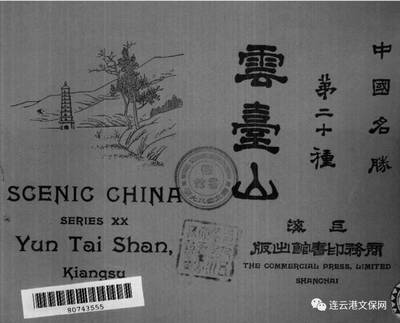 中國名勝
第二十種
雲臺山
商務印書館出版
THE COMMERCIAL PRESS, LIMITED
SHANGHAI
SCENIC CHINA
SERIES XX
Yun Tai Shan,
Kiangsu
80743555
连云港文保网